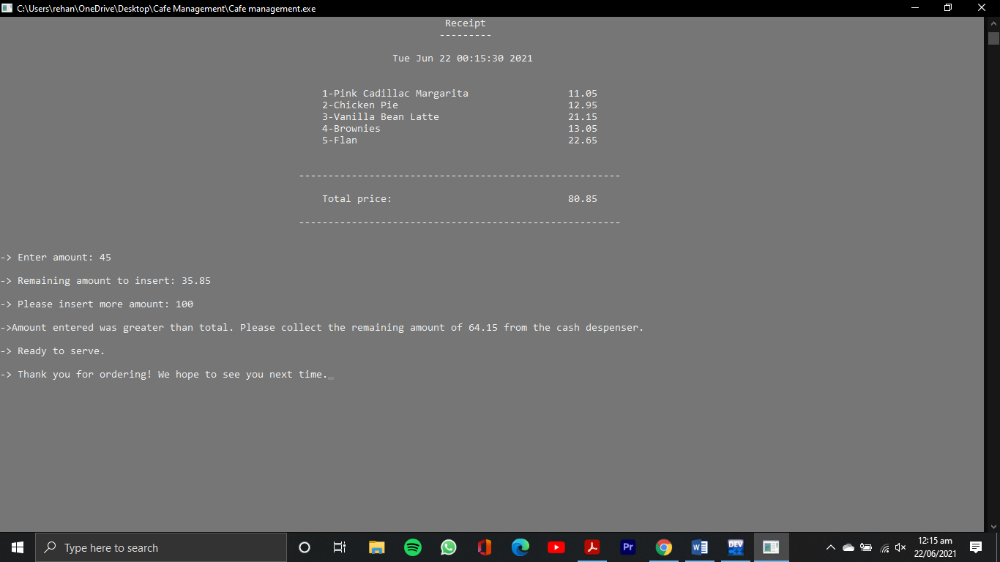 C:\Users\rehan\OneDrive\Desktop\Cafe Management\Cafe management.exe
Receipt
---------
Tue Jun 22 00:15:30 2021
1-Pink Cadillac Margarita 11.05
2-Chicken Pie 12.95
3-Vanilla Bean Latte 21.15
4-Brownies 13.05
5-Flan 22.65
-------------------------------------------------------
Total price: 80.85
-------------------------------------------------------
-> Enter amount: 45
-> Remaining amount to insert: 35.85
-> Please insert more amount: 100
->Amount entered was greater than total. Please collect the remaining amount of 64.15 from the cash despenser.
-> Ready to serve.
-> Thank you for ordering! We hope to see you next time.
Type here to search
Pr
W
DEV
C++
12:15 am
22/06/2021